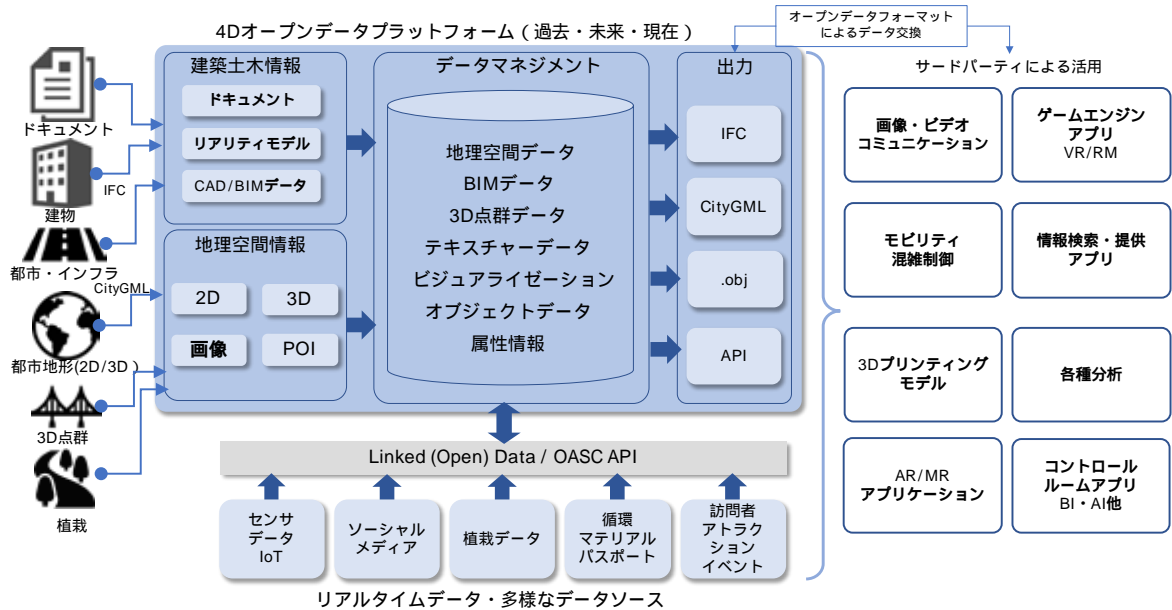 4Dオープンデータプラットフォーム（過去・未来・現在）
オープンデータフォーマット
によるデータ交換
ドキュメント
IFC
建物
都市・インフラ
CityGML
都市地形(2D/3D）
3D点群
植栽
建築土木情報
ドキュメント
リアリティモデル
CAD/BIMデータ
地理空間情報
2D
3D
画像
POI
データマネジメント
地理空間データ
BIMデータ
3D点群データ
テキスチャーデータ
ビジュアライゼーション
オブジェクトデータ
属性情報
出力
IFC
CityGML
.obj
API
Linked (Open) Data / OASC API
センサ
データ
IoT
ソーシャル
メディア
植栽データ
循環
マテリアル
パスポート
訪問者
アトラク
ション
イベント
リアルタイムデータ・多様なデータソース
サードパーティによる活用
画像・ビデオ
コミュニケーション
ゲームエンジン
アプリ
VR/RM
モビリティ
混雑制御
情報検索・提供
アプリ
3Dプリンティング
モデル
各種分析
AR/MR
アプリケーション
コントロール
ルームアプリ
BI・AI他